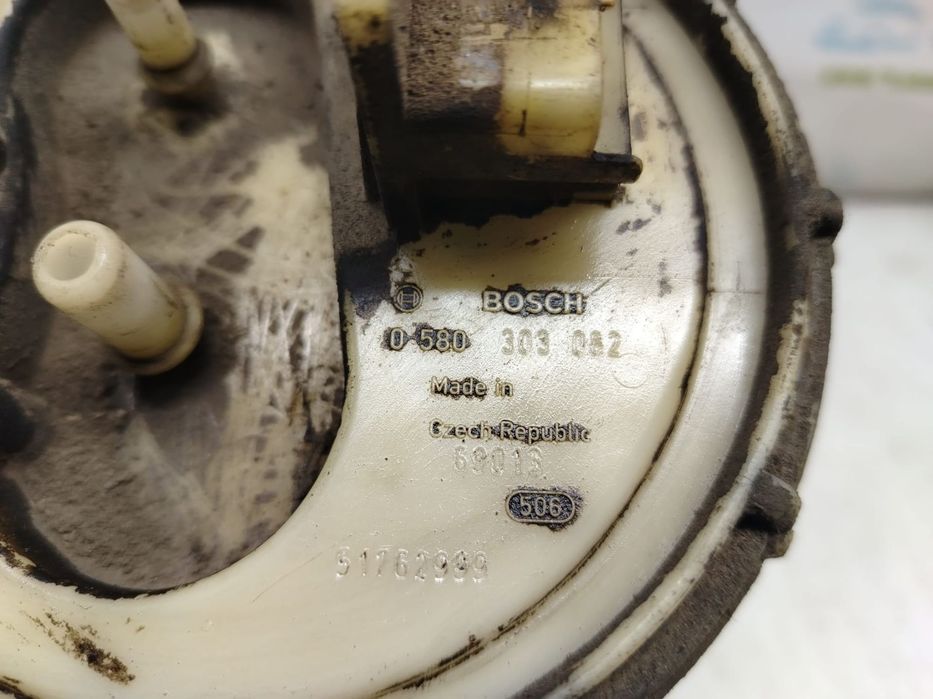 BOSCH
0 580 303 082
Made in
Czech Republic
69013
506
51762999